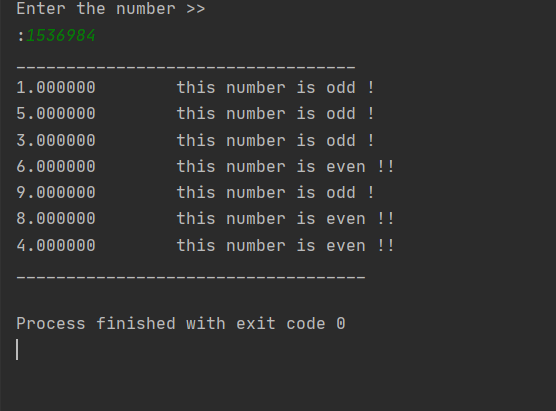 Enter the number >>
:1536984
__________________________________
1.000000        this number is odd !
5.000000        this number is odd !
3.000000        this number is odd !
6.000000        this number is even !!
9.000000        this number is odd !
8.000000        this number is even !!
4.000000        this number is even !!
___________________________________
Process finished with exit code 0